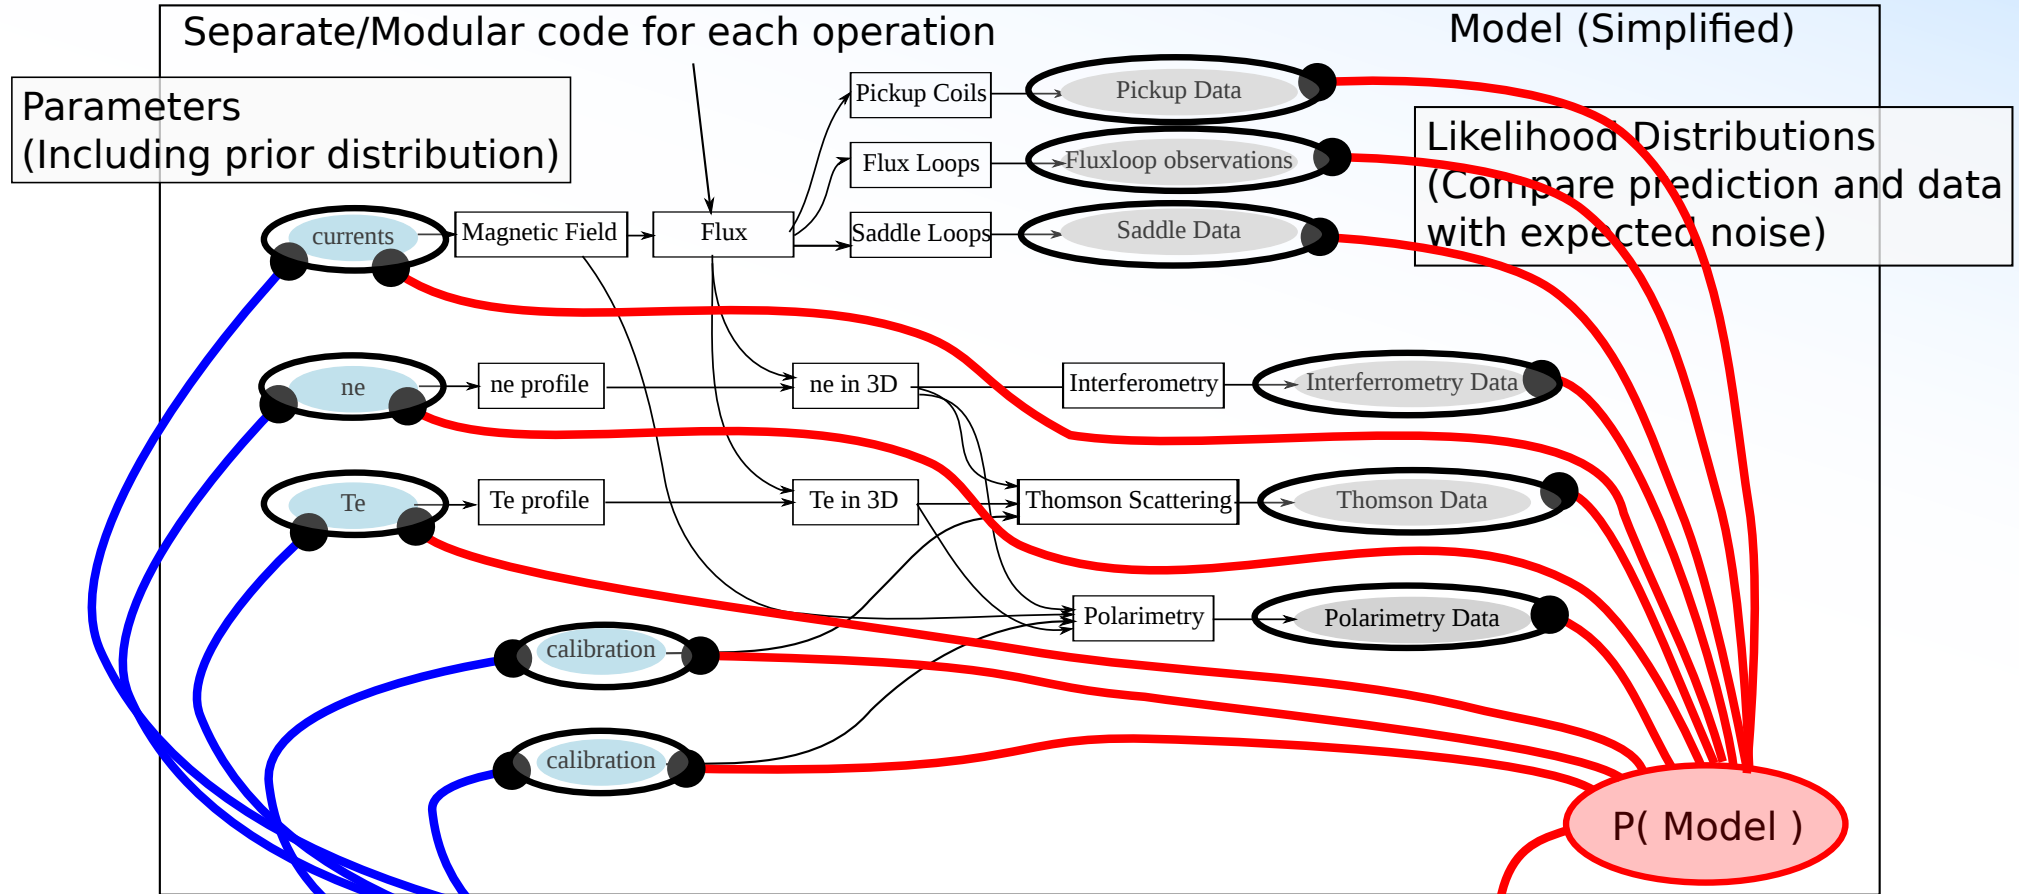 Separate/Modular code for each operation
Model (Simplified)
Parameters
(Including prior distribution)
Pickup Coils
Pickup Data
Likelihood Distributions
(Compare prediction and data
with expected noise)
Flux Loops
Fluxloop observations
currents
Magnetic Field
Flux
Saddle Loops
Saddle Data
ne
ne profile
ne in 3D
Interferometry
Interferrometry Data
Te
Te profile
Te in 3D
Thomson Scattering
Thomson Data
Polarimetry
Polarimetry Data
calibration
calibration
P( Model )